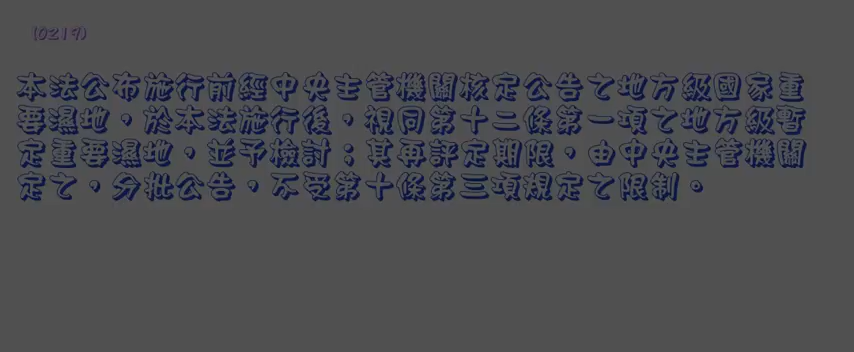 (0219)
本法公布施行前經中央主管機關核定公告之地方級國家重
要濕地，於本法施行後，視同第十二條第一項之地方級暫
定重要濕地，並予檢討；其再評定期限，由中央主管機關
定之，分批公告，不受第十條第三項規定之限制。